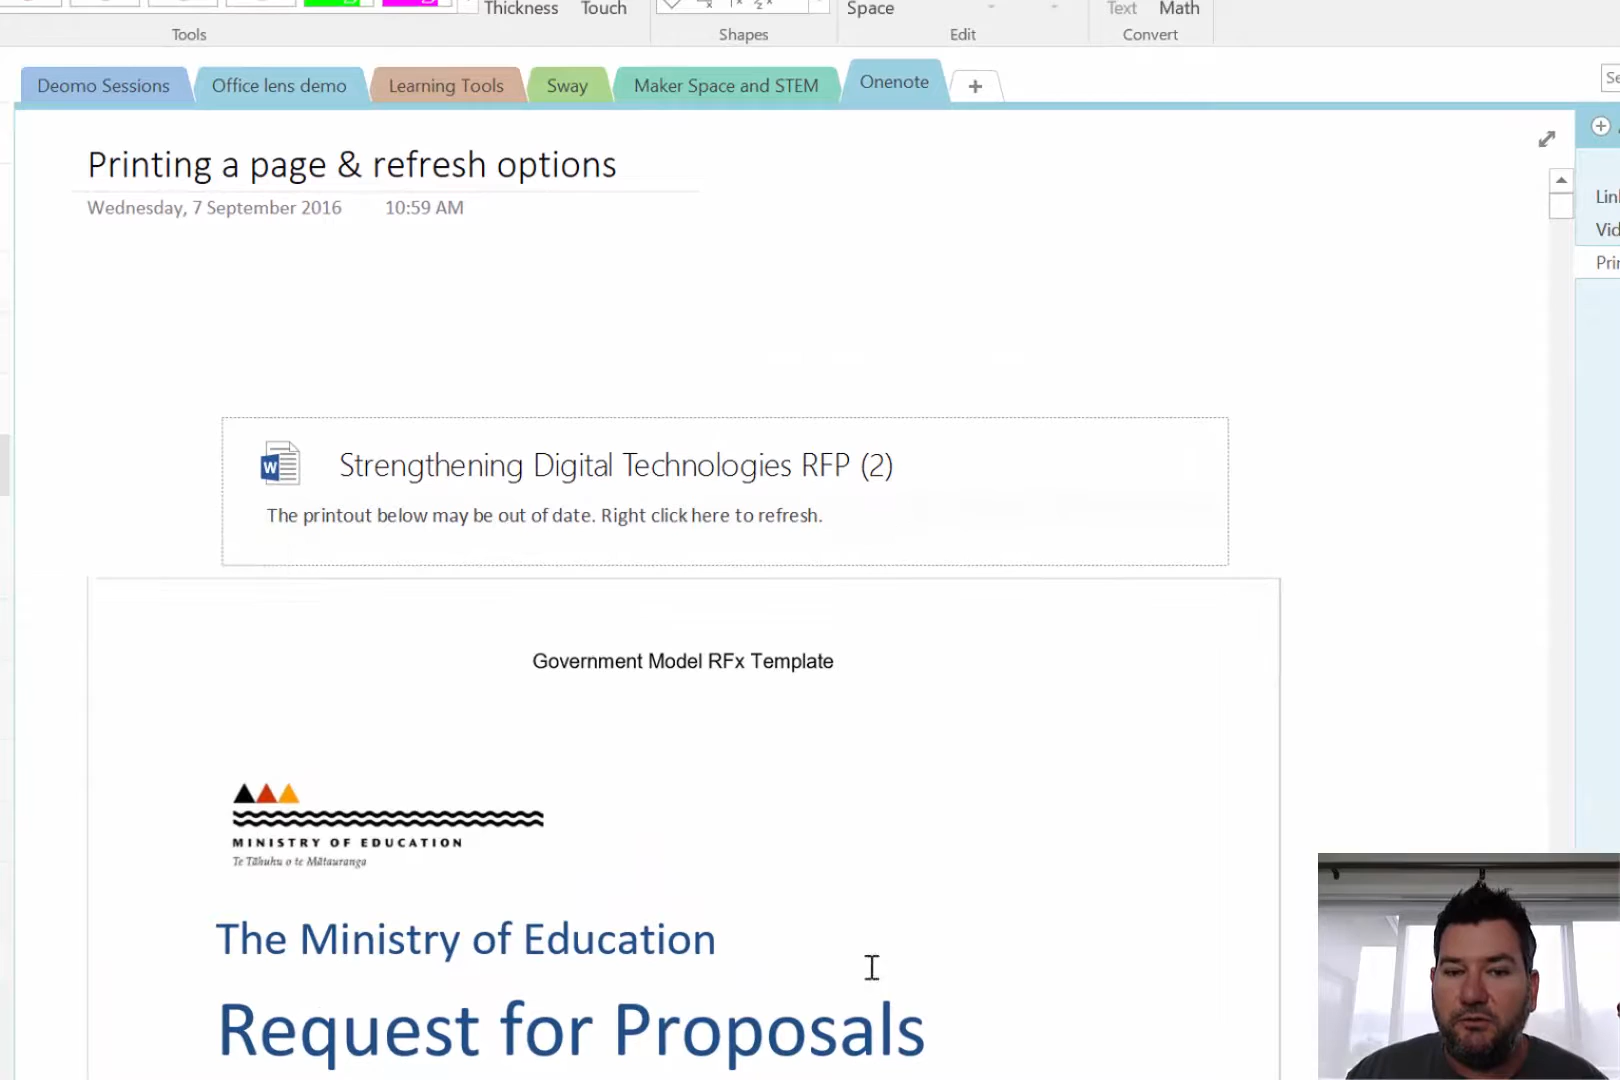 Thickness Touch Space Text Math
Tools Shapes Edit Convert
Deomo Sessions Office lens demo Learning Tools Sway Maker Space and STEM Onenote +
Printing a page & refresh options
Wednesday, 7 September 2016 10:59 AM
Strengthening Digital Technologies RFP (2)
The printout below may be out of date. Right click here to refresh.
Government Model RFx Template
MINISTRY OF EDUCATION
Te Tāhuhu o te Mātauranga
The Ministry of Education
Request for Proposals